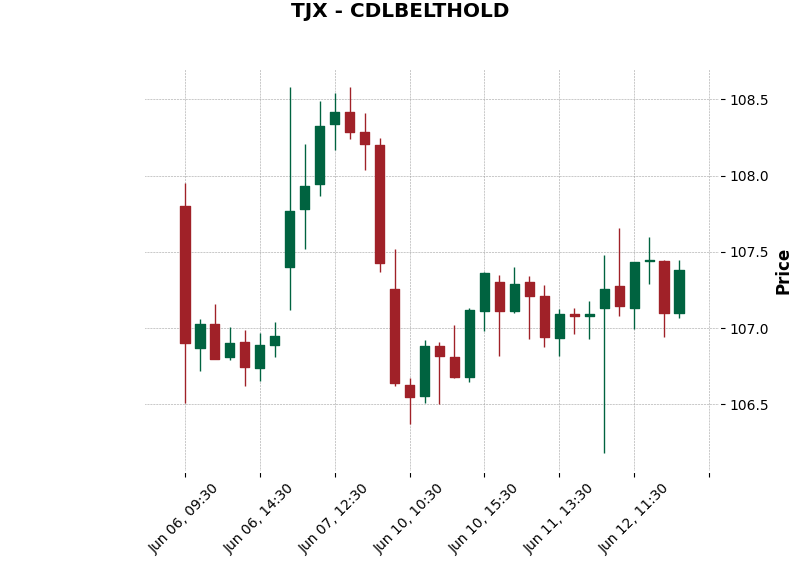 TJX - CDLBELTHOLD
108.5
108.0
107.5
107.0
106.5
Price
Jun 06, 09:30
Jun 06, 14:30
Jun 07, 12:30
Jun 10, 10:30
Jun 10, 15:30
Jun 11, 13:30
Jun 12, 11:30